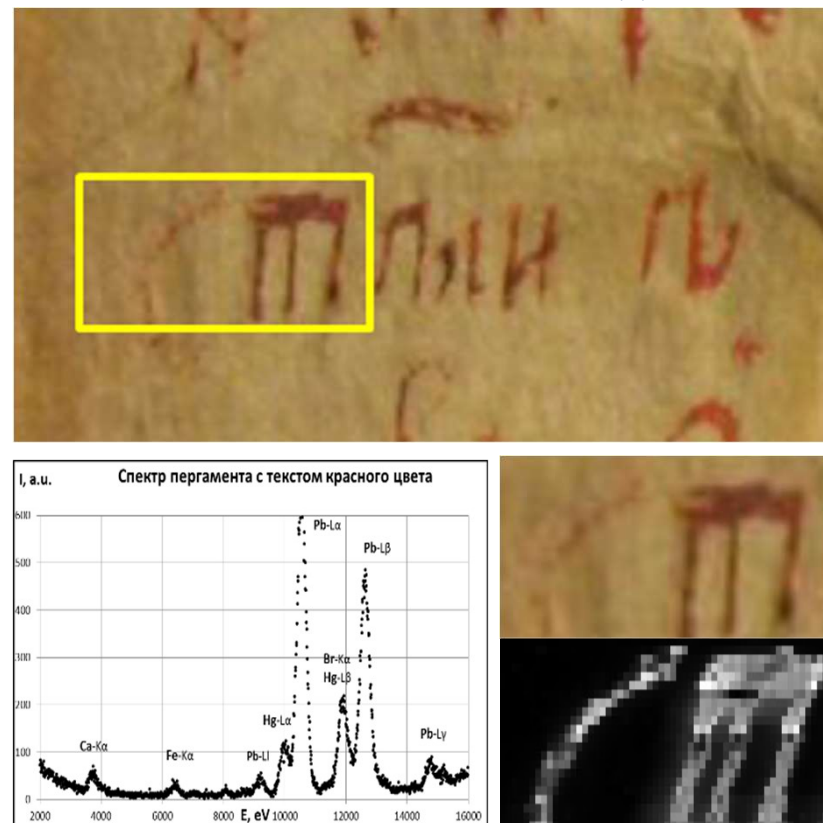 I, a.u.
Спектр пергамента с текстом красного цвета
600
Pb-Lα
Pb-Lβ
500
400
300
Br-Kα
Hg-Lβ
200
Hg-Lα
100
Ca-Kα
Fe-Kα
Pb-Ll
Pb-Lγ
0
2000 4000 6000 8000 E, eV 10000 12000 14000 16000